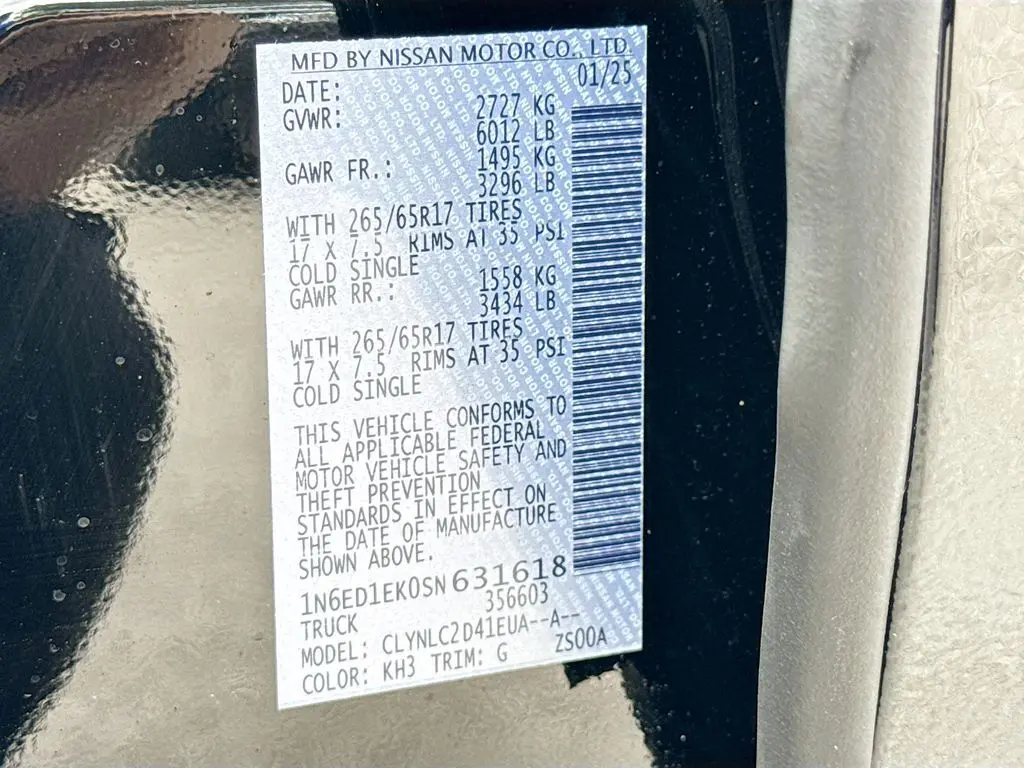 MFD BY NISSAN MOTOR CO., LTD.
DATE: 01/25
GVWR: 2727 KG
6012 LB
GAWR FR.: 1495 KG
3296 LB
WITH 265/65R17 TIRES
17 X 7.5 RIMS AT 35 PSI
COLD SINGLE
GAWR RR.: 1558 KG
3434 LB
WITH 265/65R17 TIRES
17 X 7.5 RIMS AT 35 PSI
COLD SINGLE
THIS VEHICLE CONFORMS TO
ALL APPLICABLE FEDERAL
MOTOR VEHICLE SAFETY AND
THEFT PREVENTION
STANDARDS IN EFFECT ON
THE DATE OF MANUFACTURE
SHOWN ABOVE.
1N6ED1EK0SN631618
356603
TRUCK
MODEL: CLYNLC2D41EUA--A--
ZS00A
COLOR: KH3 TRIM: G